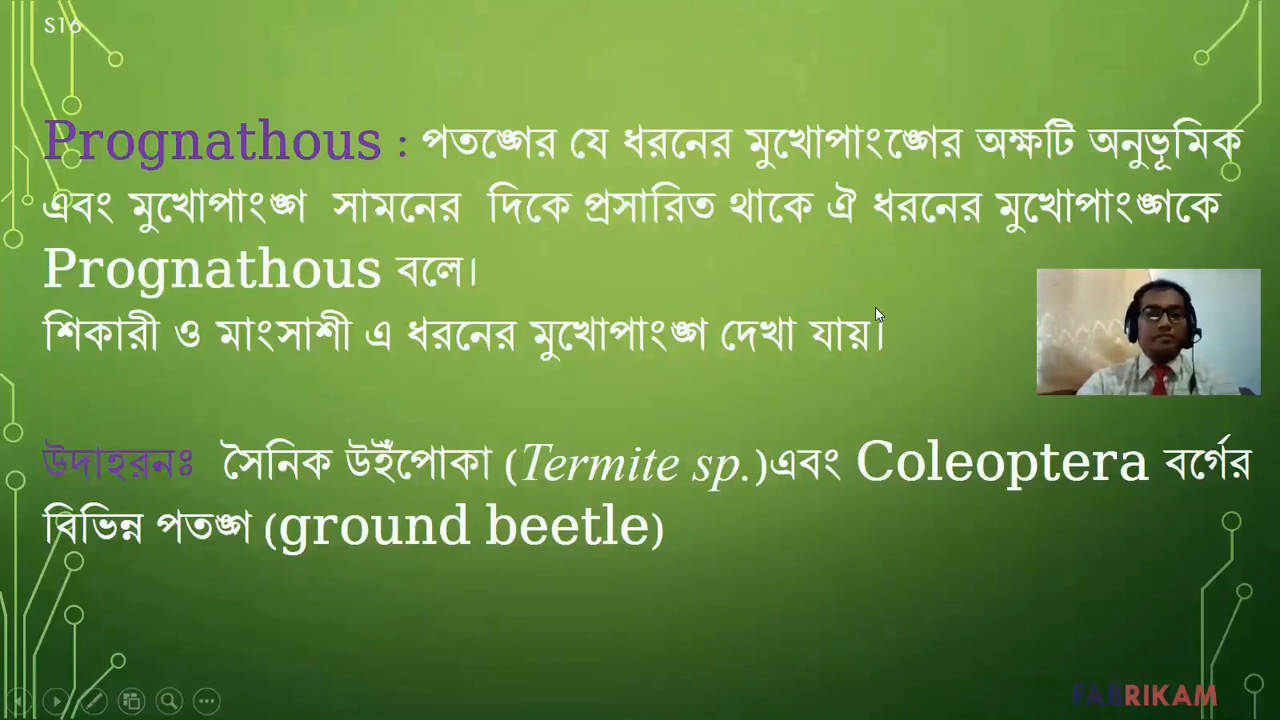 S16
Prognathous : পতঙ্গের যে ধরনের মুখোপাংঙ্গের অক্ষটি অনুভূমিক
এবং মুখোপাংঙ্গ সামনের দিকে প্রসারিত থাকে ঐ ধরনের মুখোপাংঙ্গকে
Prognathous বলে।
শিকারী ও মাংসাশী এ ধরনের মুখোপাংঙ্গ দেখা যায়।
উদাহরনঃ সৈনিক উইঁপোকা (Termite sp.)এবং Coleoptera বর্গের
বিভিন্ন পতঙ্গ (ground beetle)
FABRIKAM